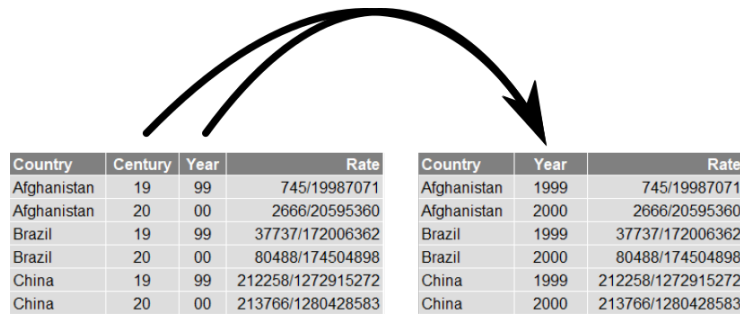 Country Century Year Rate
Afghanistan 19 99 745/19987071
Afghanistan 20 00 2666/20595360
Brazil 19 99 37737/172006362
Brazil 20 00 80488/174504898
China 19 99 212258/1272915272
China 20 00 213766/1280428583
Country Year Rate
Afghanistan 1999 745/19987071
Afghanistan 2000 2666/20595360
Brazil 1999 37737/172006362
Brazil 2000 80488/174504898
China 1999 212258/1272915272
China 2000 213766/1280428583